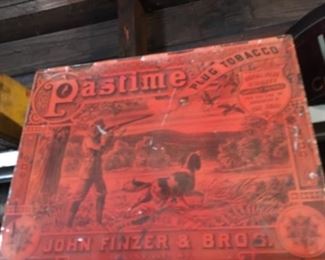 Pastime
PLUG TOBACCO
JOHN FINZER & BROS.